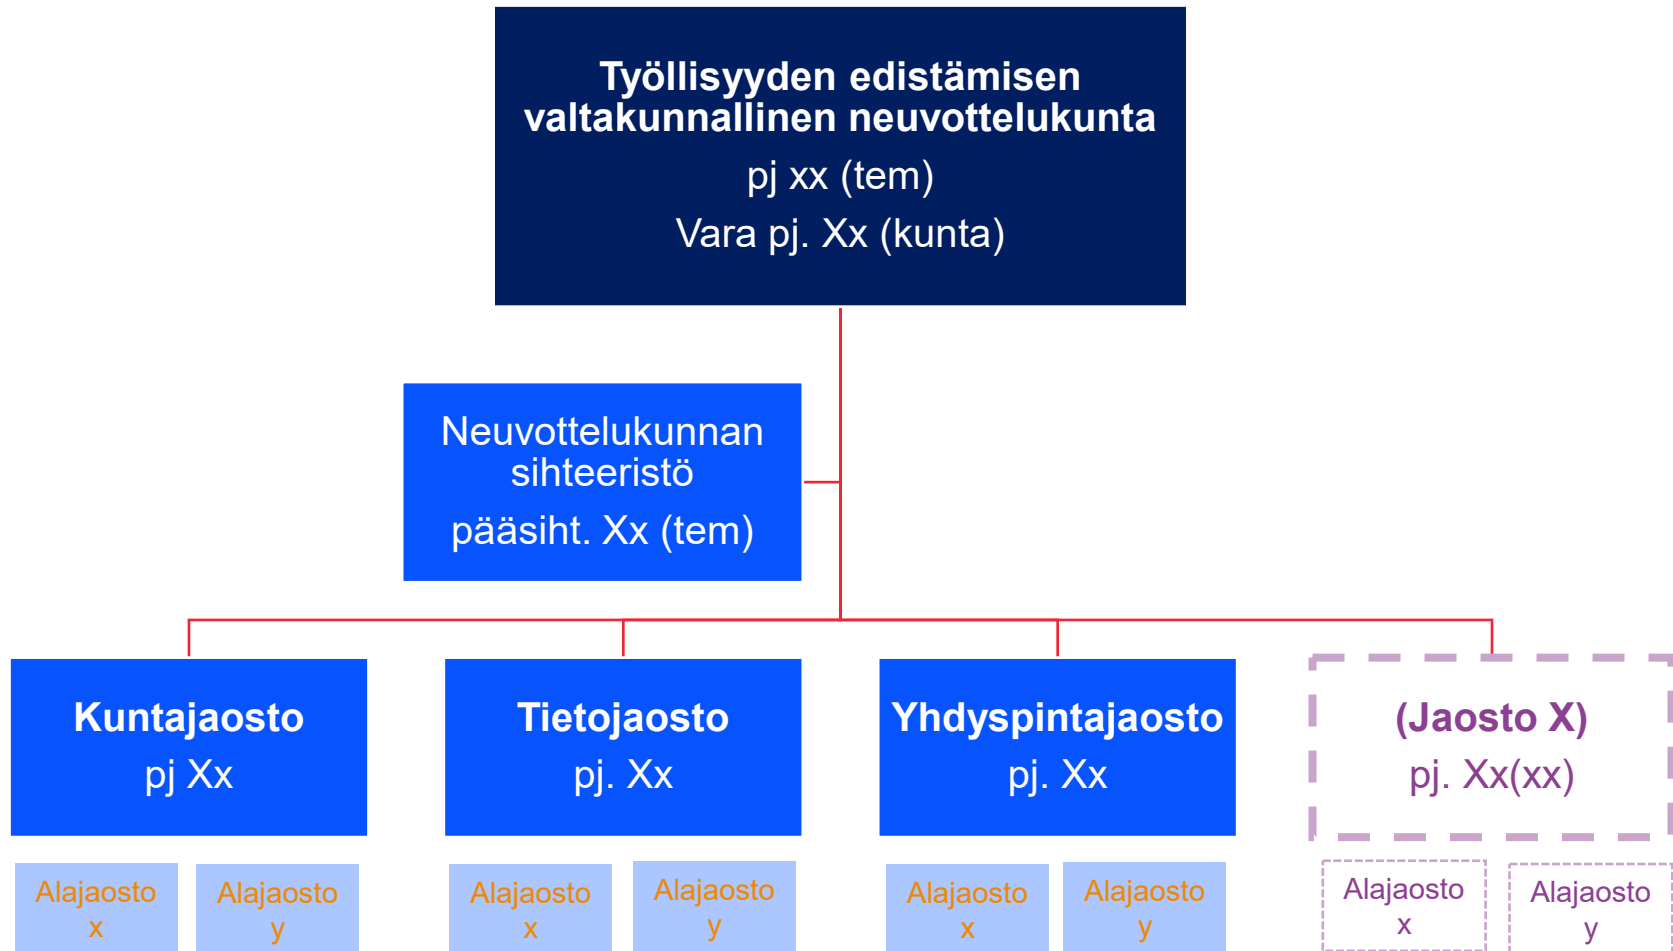 Työllisyyden edistämisen
valtakunnallinen neuvottelukunta
pj xx (tem)
Vara pj. Xx (kunta)
Neuvottelukunnan
sihteeristö
pääsiht. Xx (tem)
Kuntajaosto
pj Xx
Tietojaosto
pj. Xx
Yhdyspintajaosto
pj. Xx
(Jaosto X)
pj. Xx(xx)
Alajaosto
x
Alajaosto
y
Alajaosto
x
Alajaosto
y
Alajaosto
x
Alajaosto
y
Alajaosto
x
Alajaosto
y